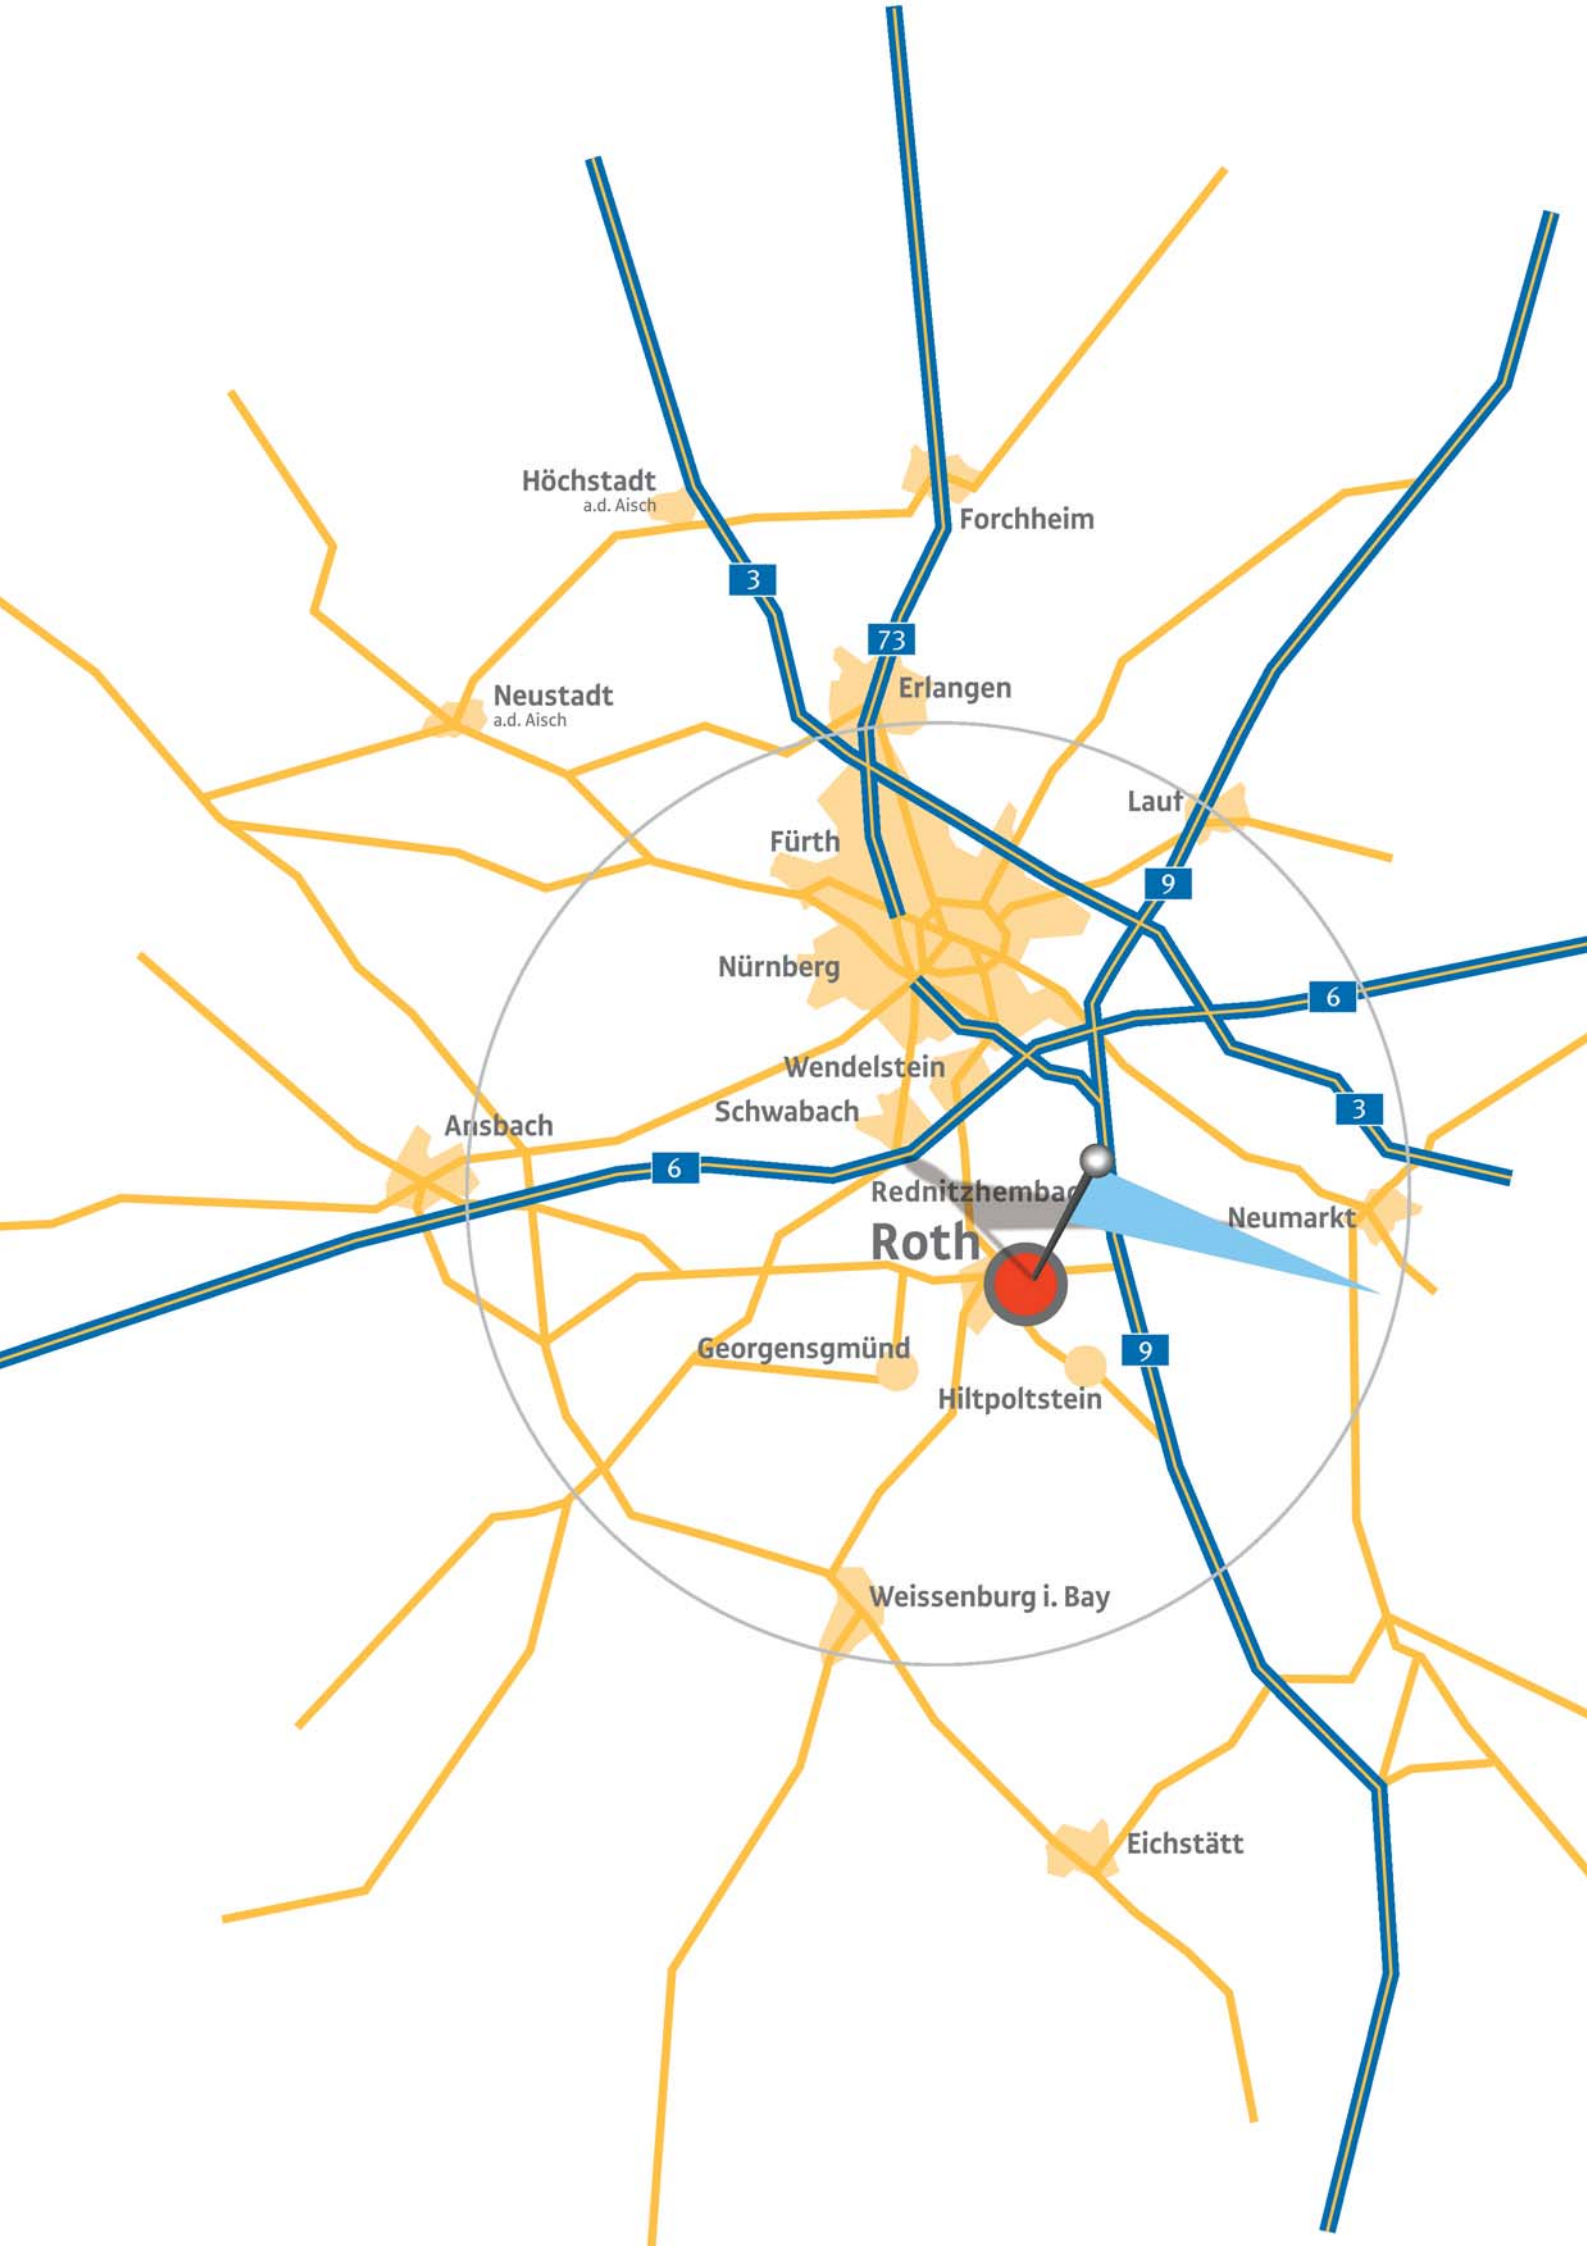 Höchstadt
a.d. Aisch
Forchheim
3
73
Erlangen
Neustadt
a.d. Aisch
Lauf
Fürth
9
Nürnberg
6
Wendelstein
Schwabach
3
Ansbach
6
Rednitzhembac
Neumarkt
Roth
Georgensgmünd
9
Hiltpoltstein
Weissenburg i. Bay
Eichstätt